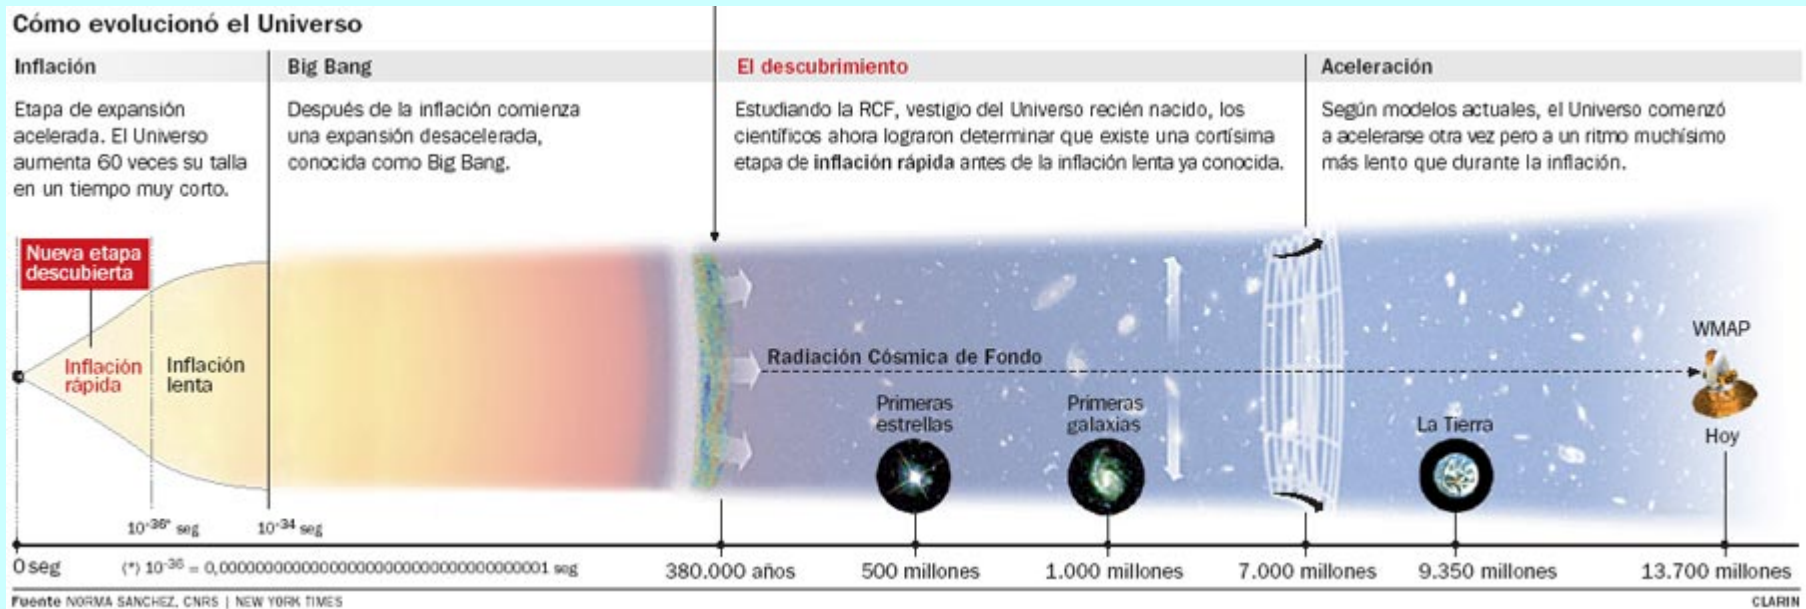 Cómo evolucionó el Universo
Inflación
Etapa de expansión
acelerada. El Universo
aumenta 60 veces su talla
en un tiempo muy corto.
Big Bang
Después de la inflación comienza
una expansión desacelerada,
conocida como Big Bang.
El descubrimiento
Estudiando la RCF, vestigio del Universo recién nacido, los
científicos ahora lograron determinar que existe una cortísima
etapa de inflación rápida antes de la inflación lenta ya conocida.
Aceleración
Según modelos actuales, el Universo comenzó
a acelerarse otra vez pero a un ritmo muchísimo
más lento que durante la inflación.
Nueva etapa
descubierta
Inflación
rápida
Inflación
lenta
Radiación Cósmica de Fondo
Primeras
estrellas
Primeras
galaxias
La Tierra
WMAP
Hoy
10-36* seg
10-34 seg
0 seg
(*) 10-36 = 0,000000000000000000000000000000000001 seg
380.000 años
500 millones
1.000 millones
7.000 millones
9.350 millones
13.700 millones
Fuente NORMA SANCHEZ, CNRS | NEW YORK TIMES
CLARIN